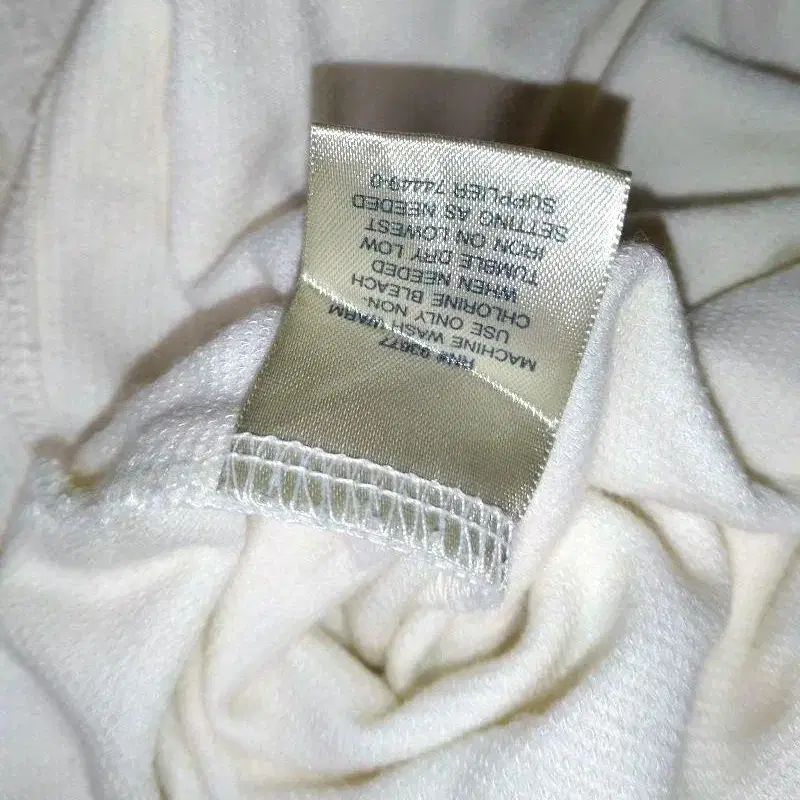 RN# 93677
MACHINE WASH WARM
USE ONLY NON-
CHLORINE BLEACH
WHEN NEEDED
TUMBLE DRY LOW
IRON ON LOWEST
SETTING AS NEEDED
SUPPLIER 74449-0